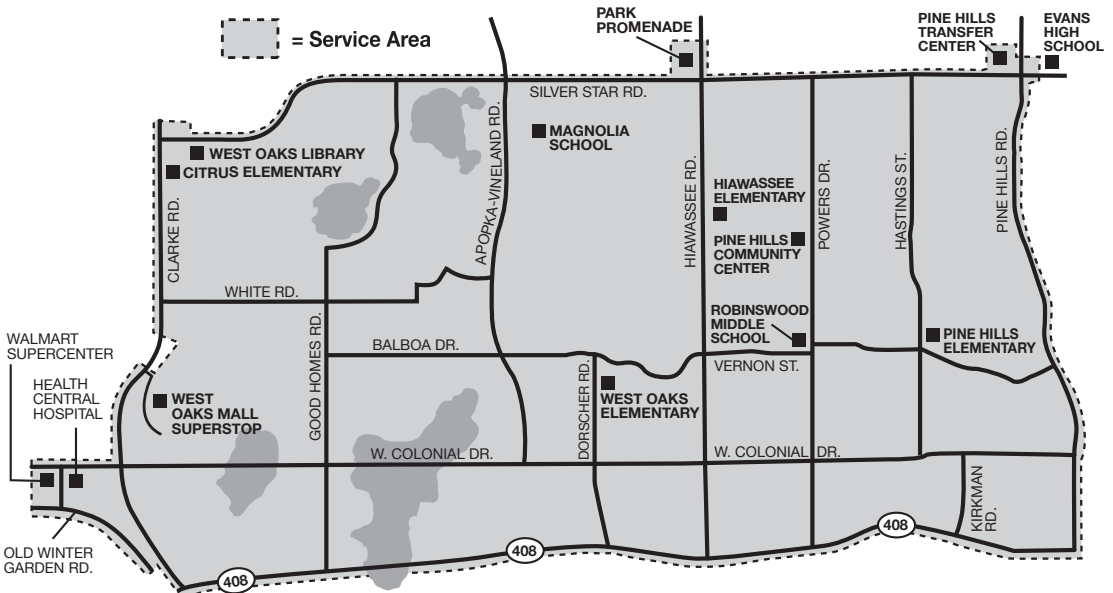 = Service Area
PARK
PROMENADE
PINE HILLS
TRANSFER
CENTER
EVANS
HIGH
SCHOOL
SILVER STAR RD.
MAGNOLIA
SCHOOL
WEST OAKS LIBRARY
CITRUS ELEMENTARY
CLARKE RD.
APOPKA-VINELAND RD.
HIAWASSEE RD.
HIAWASSEE
ELEMENTARY
PINE HILLS
COMMUNITY
CENTER
POWERS DR.
HASTINGS ST.
PINE HILLS RD.
WHITE RD.
GOOD HOMES RD.
BALBOA DR.
ROBINSWOOD
MIDDLE
SCHOOL
VERNON ST.
PINE HILLS
ELEMENTARY
WALMART
SUPERCENTER
HEALTH
CENTRAL
HOSPITAL
WEST
OAKS MALL
SUPERSTOP
DORSCHER RD.
WEST OAKS
ELEMENTARY
W. COLONIAL DR.
W. COLONIAL DR.
KIRKMAN
RD.
OLD WINTER
GARDEN RD.
408
408
408